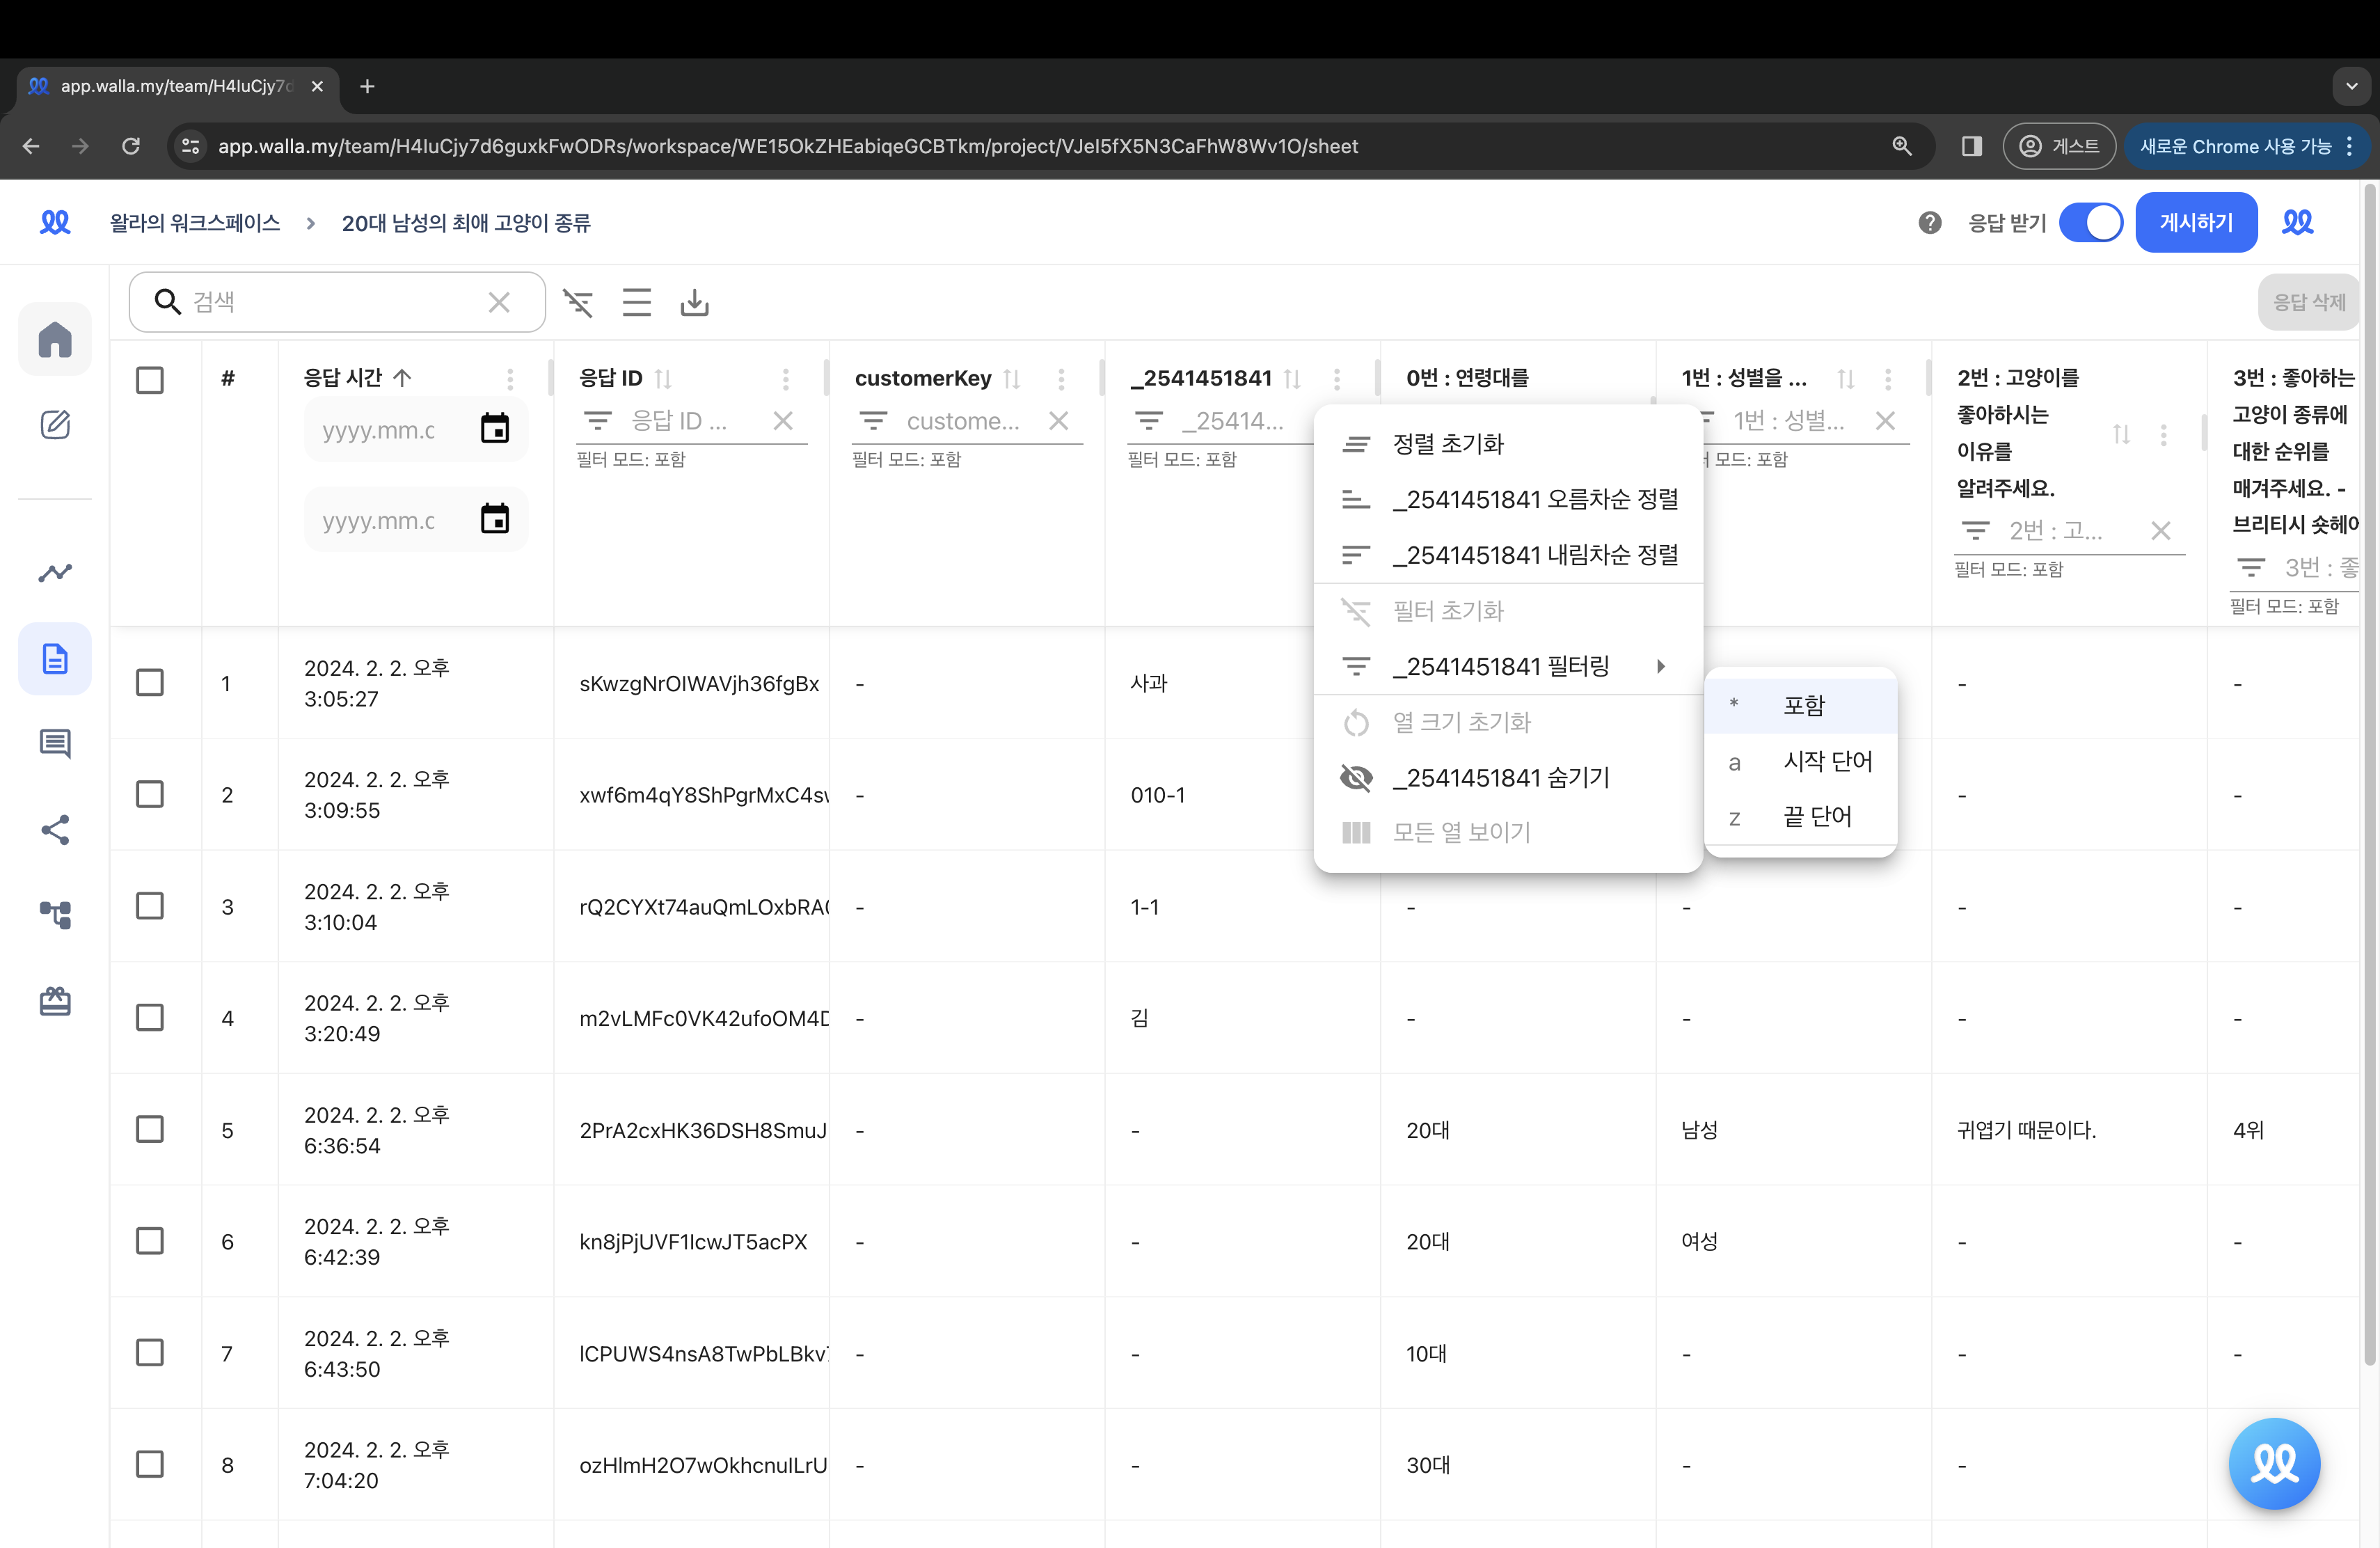 app.walla.my/team/H4IuCjy7d
app.walla.my/team/H4IuCjy7d6guxkFwODRs/workspace/WE15OkZHEabiqeGCBTkm/project/VJeI5fX5N3CaFhW8Wv1O/sheet
게스트
새로운 Chrome 사용 가능
왈라의 워크스페이스
20대 남성의 최애 고양이 종류
응답 받기
게시하기
검색
응답 삭제
#
응답 시간
yyyy.mm.d
yyyy.mm.d
응답 ID
응답 ID ...
필터 모드: 포함
customerKey
custome...
필터 모드: 포함
_2541451841
_25414...
필터 모드: 포함
0번 : 연령대를
1번 : 성별을 ...
1번 : 성별...
모드: 포함
2번 : 고양이를
좋아하시는
이유를
알려주세요.
2번 : 고...
필터 모드: 포함
3번 : 좋아하는
고양이 종류에
대한 순위를
매겨주세요. -
브리티시 숏헤어
3번 : 좋
필터 모드: 포함
정렬 초기화
_2541451841 오름차순 정렬
_2541451841 내림차순 정렬
필터 초기화
_2541451841 필터링
열 크기 초기화
_2541451841 숨기기
모든 열 보이기
* 포함
a 시작 단어
z 끝 단어
1 2024. 2. 2. 오후
3:05:27
sKwzgNrOIWAVjh36fgBx - 사과 - -
2 2024. 2. 2. 오후
3:09:55
xwf6m4qY8ShPgrMxC4sw - 010-1 - -
3 2024. 2. 2. 오후
3:10:04
rQ2CYXt74auQmLOxbRA - 1-1 - - - -
4 2024. 2. 2. 오후
3:20:49
m2vLMFc0VK42ufoOM4D - 김 - - - -
5 2024. 2. 2. 오후
6:36:54
2PrA2cxHK36DSH8SmuJ - - 20대 남성 귀엽기 때문이다. 4위
6 2024. 2. 2. 오후
6:42:39
kn8jPjUVF1IcwJT5acPX - - 20대 여성 - -
7 2024. 2. 2. 오후
6:43:50
lCPUWS4nsA8TwPbLBkv - - 10대 - - -
8 2024. 2. 2. 오후
7:04:20
ozHlmH2O7wOkhcnuILrU - - 30대 - -